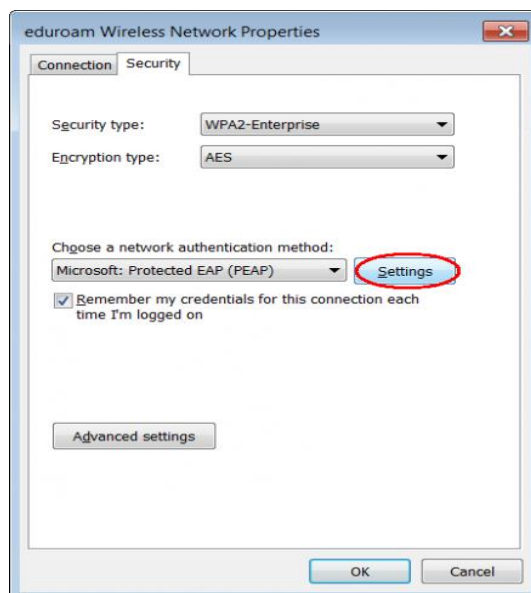 eduroam Wireless Network Properties
Connection Security
Security type: WPA2-Enterprise
Encryption type: AES
Choose a network authentication method:
Microsoft: Protected EAP (PEAP) Settings
Remember my credentials for this connection each
time I'm logged on
Advanced settings
OK Cancel